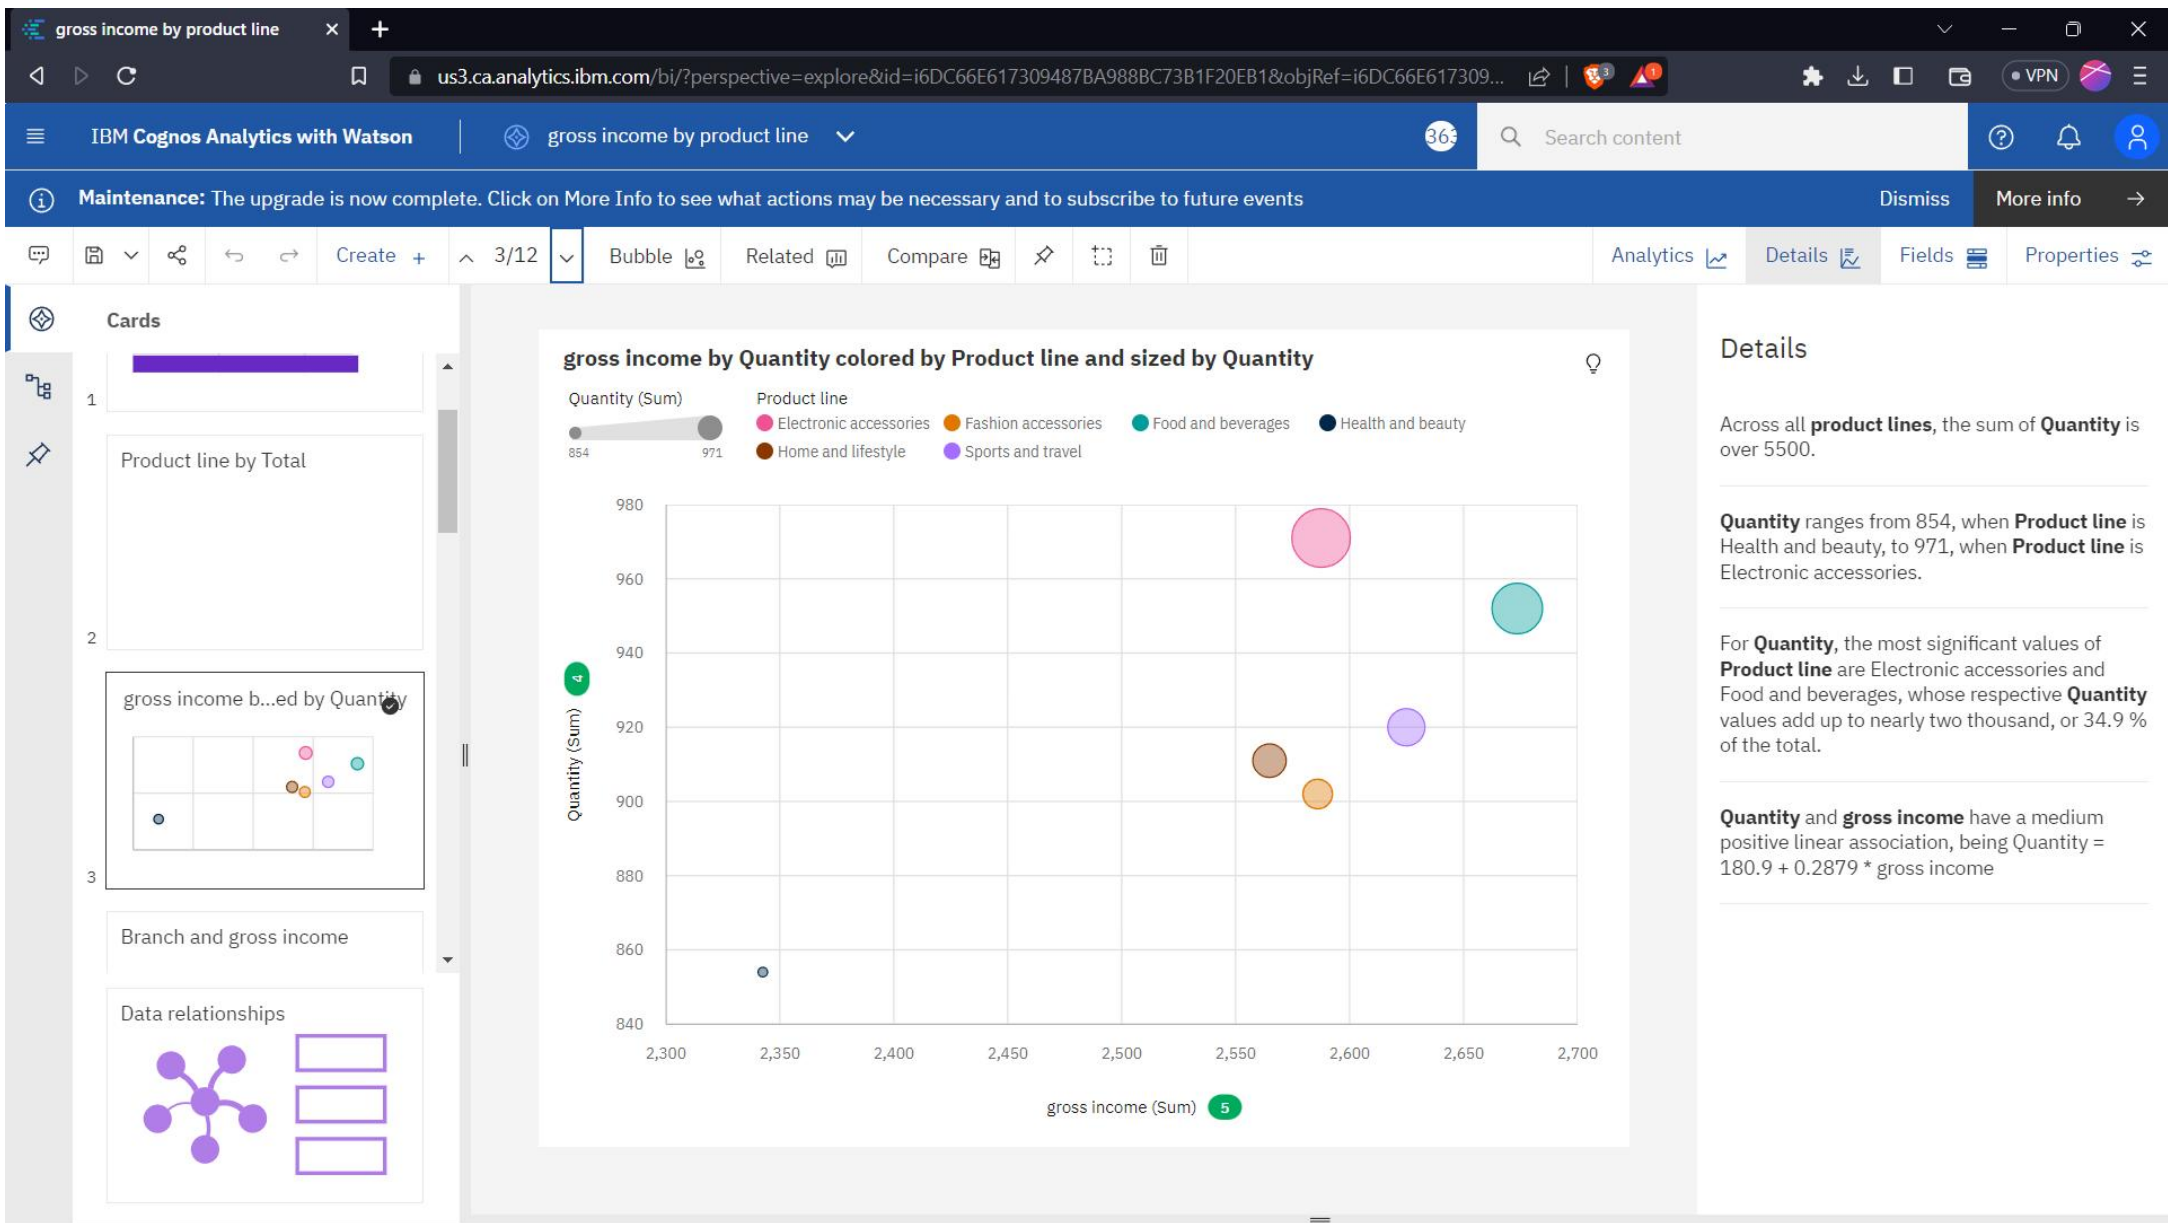 gross income by product line
us3.ca.analytics.ibm.com/bi/?perspective=explore&id=i6DC66E617309487BA988BC73B1F20EB1&objRef=i6DC66E617309...
3
1
VPN
IBM Cognos Analytics with Watson
gross income by product line
363
Search content
Maintenance: The upgrade is now complete. Click on More Info to see what actions may be necessary and to subscribe to future events
Dismiss
More info
Create
3/12
Bubble
Related
Compare
Analytics
Details
Fields
Properties
Cards
1
Product line by Total
2
gross income b...ed by Quantity
3
Branch and gross income
Data relationships
gross income by Quantity colored by Product line and sized by Quantity
Quantity (Sum)
854
971
Product line
Electronic accessories
Fashion accessories
Food and beverages
Health and beauty
Home and lifestyle
Sports and travel
980
960
940
920
900
880
860
840
4
Quantity (Sum)
2,300
2,350
2,400
2,450
2,500
2,550
2,600
2,650
2,700
gross income (Sum)
5
Details
Across all product lines, the sum of Quantity is
over 5500.
Quantity ranges from 854, when Product line is
Health and beauty, to 971, when Product line is
Electronic accessories.
For Quantity, the most significant values of
Product line are Electronic accessories and
Food and beverages, whose respective Quantity
values add up to nearly two thousand, or 34.9 %
of the total.
Quantity and gross income have a medium
positive linear association, being Quantity =
180.9 + 0.2879 * gross income